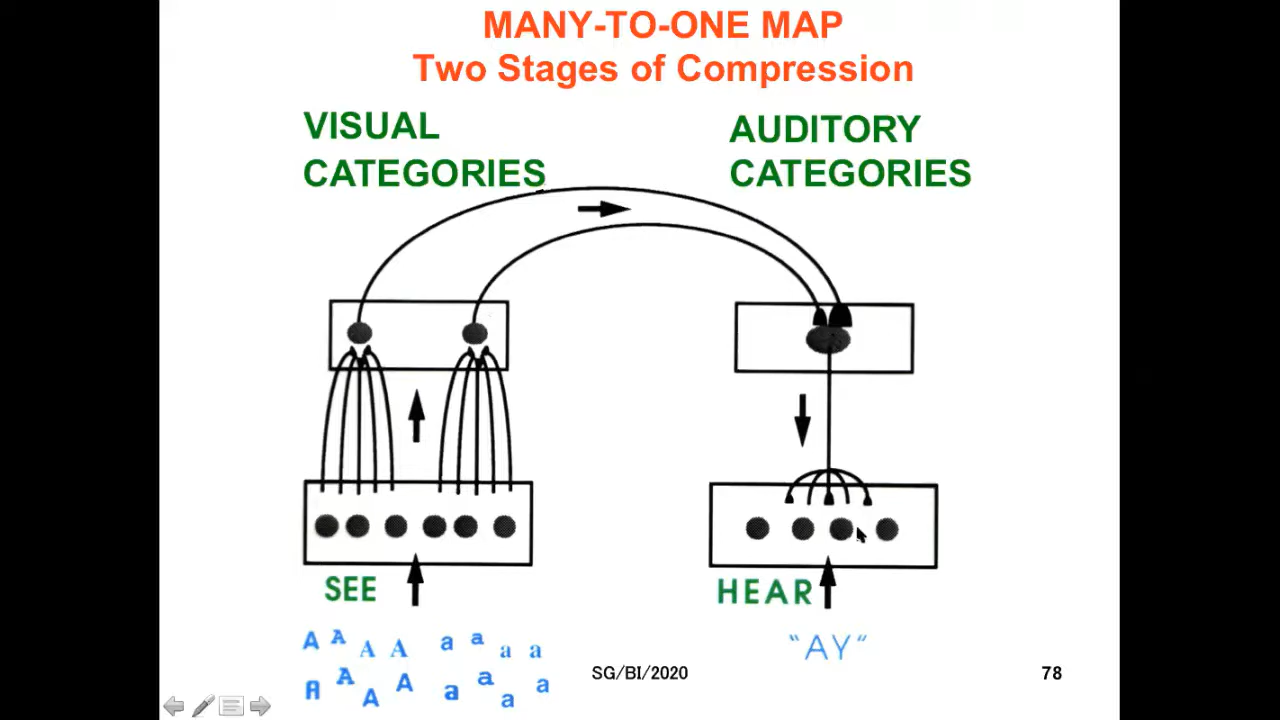 MANY-TO-ONE MAP
Two Stages of Compression
VISUAL
CATEGORIES
AUDITORY
CATEGORIES
SEE
HEAR
A A A A a a a a
A A A A a a a a
"AY"
SG/BI/2020
78